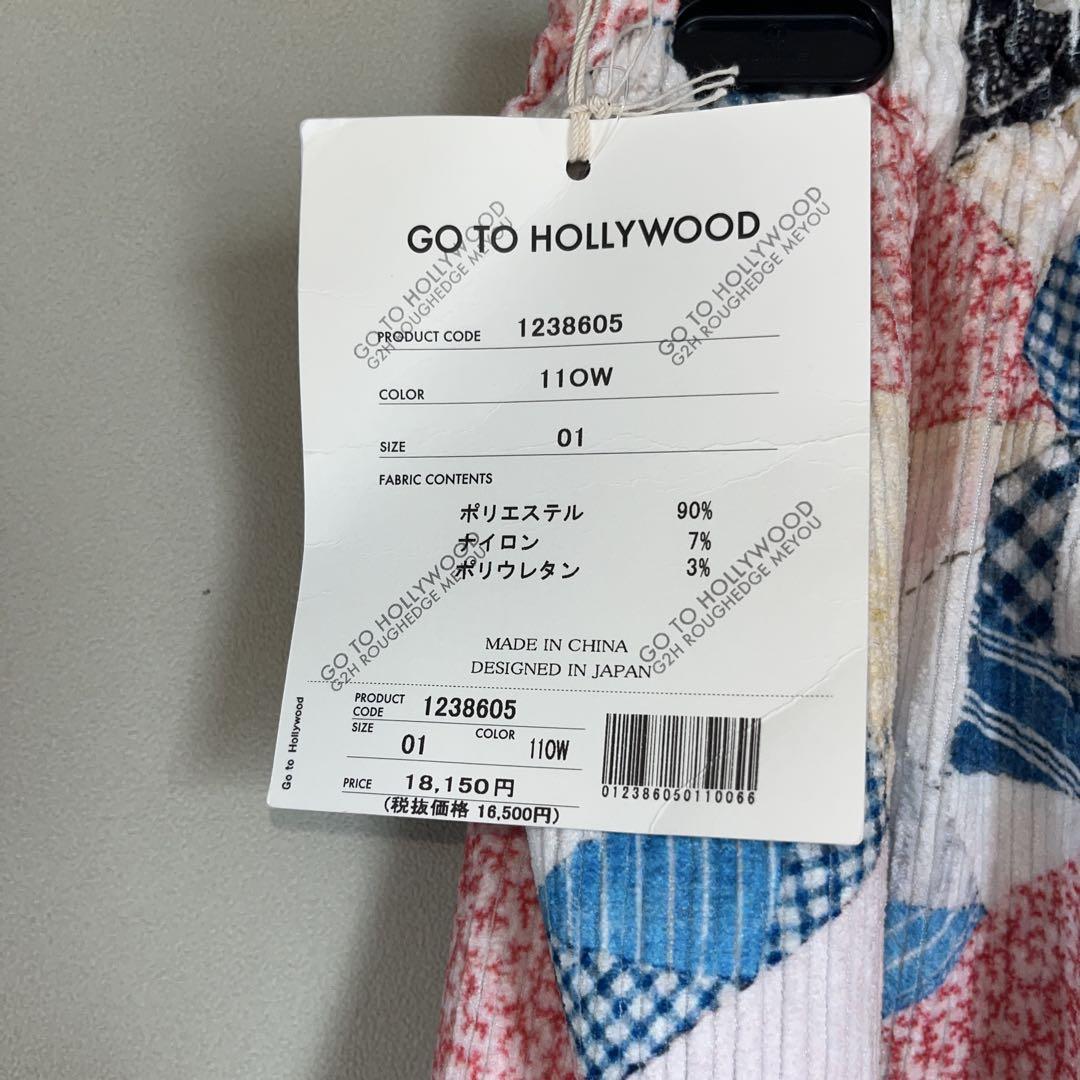 GO TO HOLLYWOOD
GO TO HOLLYWOOD
G2H ROUGHEDGE MEYOU
GO TO HOLLYWOOD
G2H ROUGHEDGE MEYOU
PRODUCT CODE 1238605
COLOR 11OW
SIZE 01
FABRIC CONTENTS
ポリエステル 90%
ナイロン 7%
ポリウレタン 3%
GO TO HOLLYWOOD
G2H ROUGHEDGE MEYOU
GO TO HOLLYWOOD
G2H ROUGHEDGE MEYOU
MADE IN CHINA
DESIGNED IN JAPAN
Go to Hollywood
PRODUCT CODE 1238605
SIZE 01 COLOR 110W
PRICE 18,150円
(税抜価格 16,500円)
012386050110066